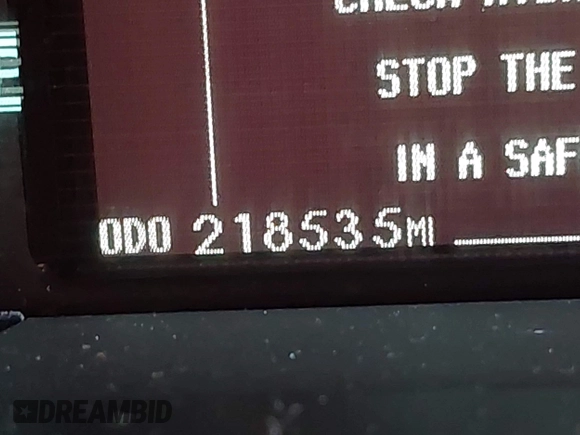 STOP THE
IN A SAF
ODO 218535MI
DREAMBID